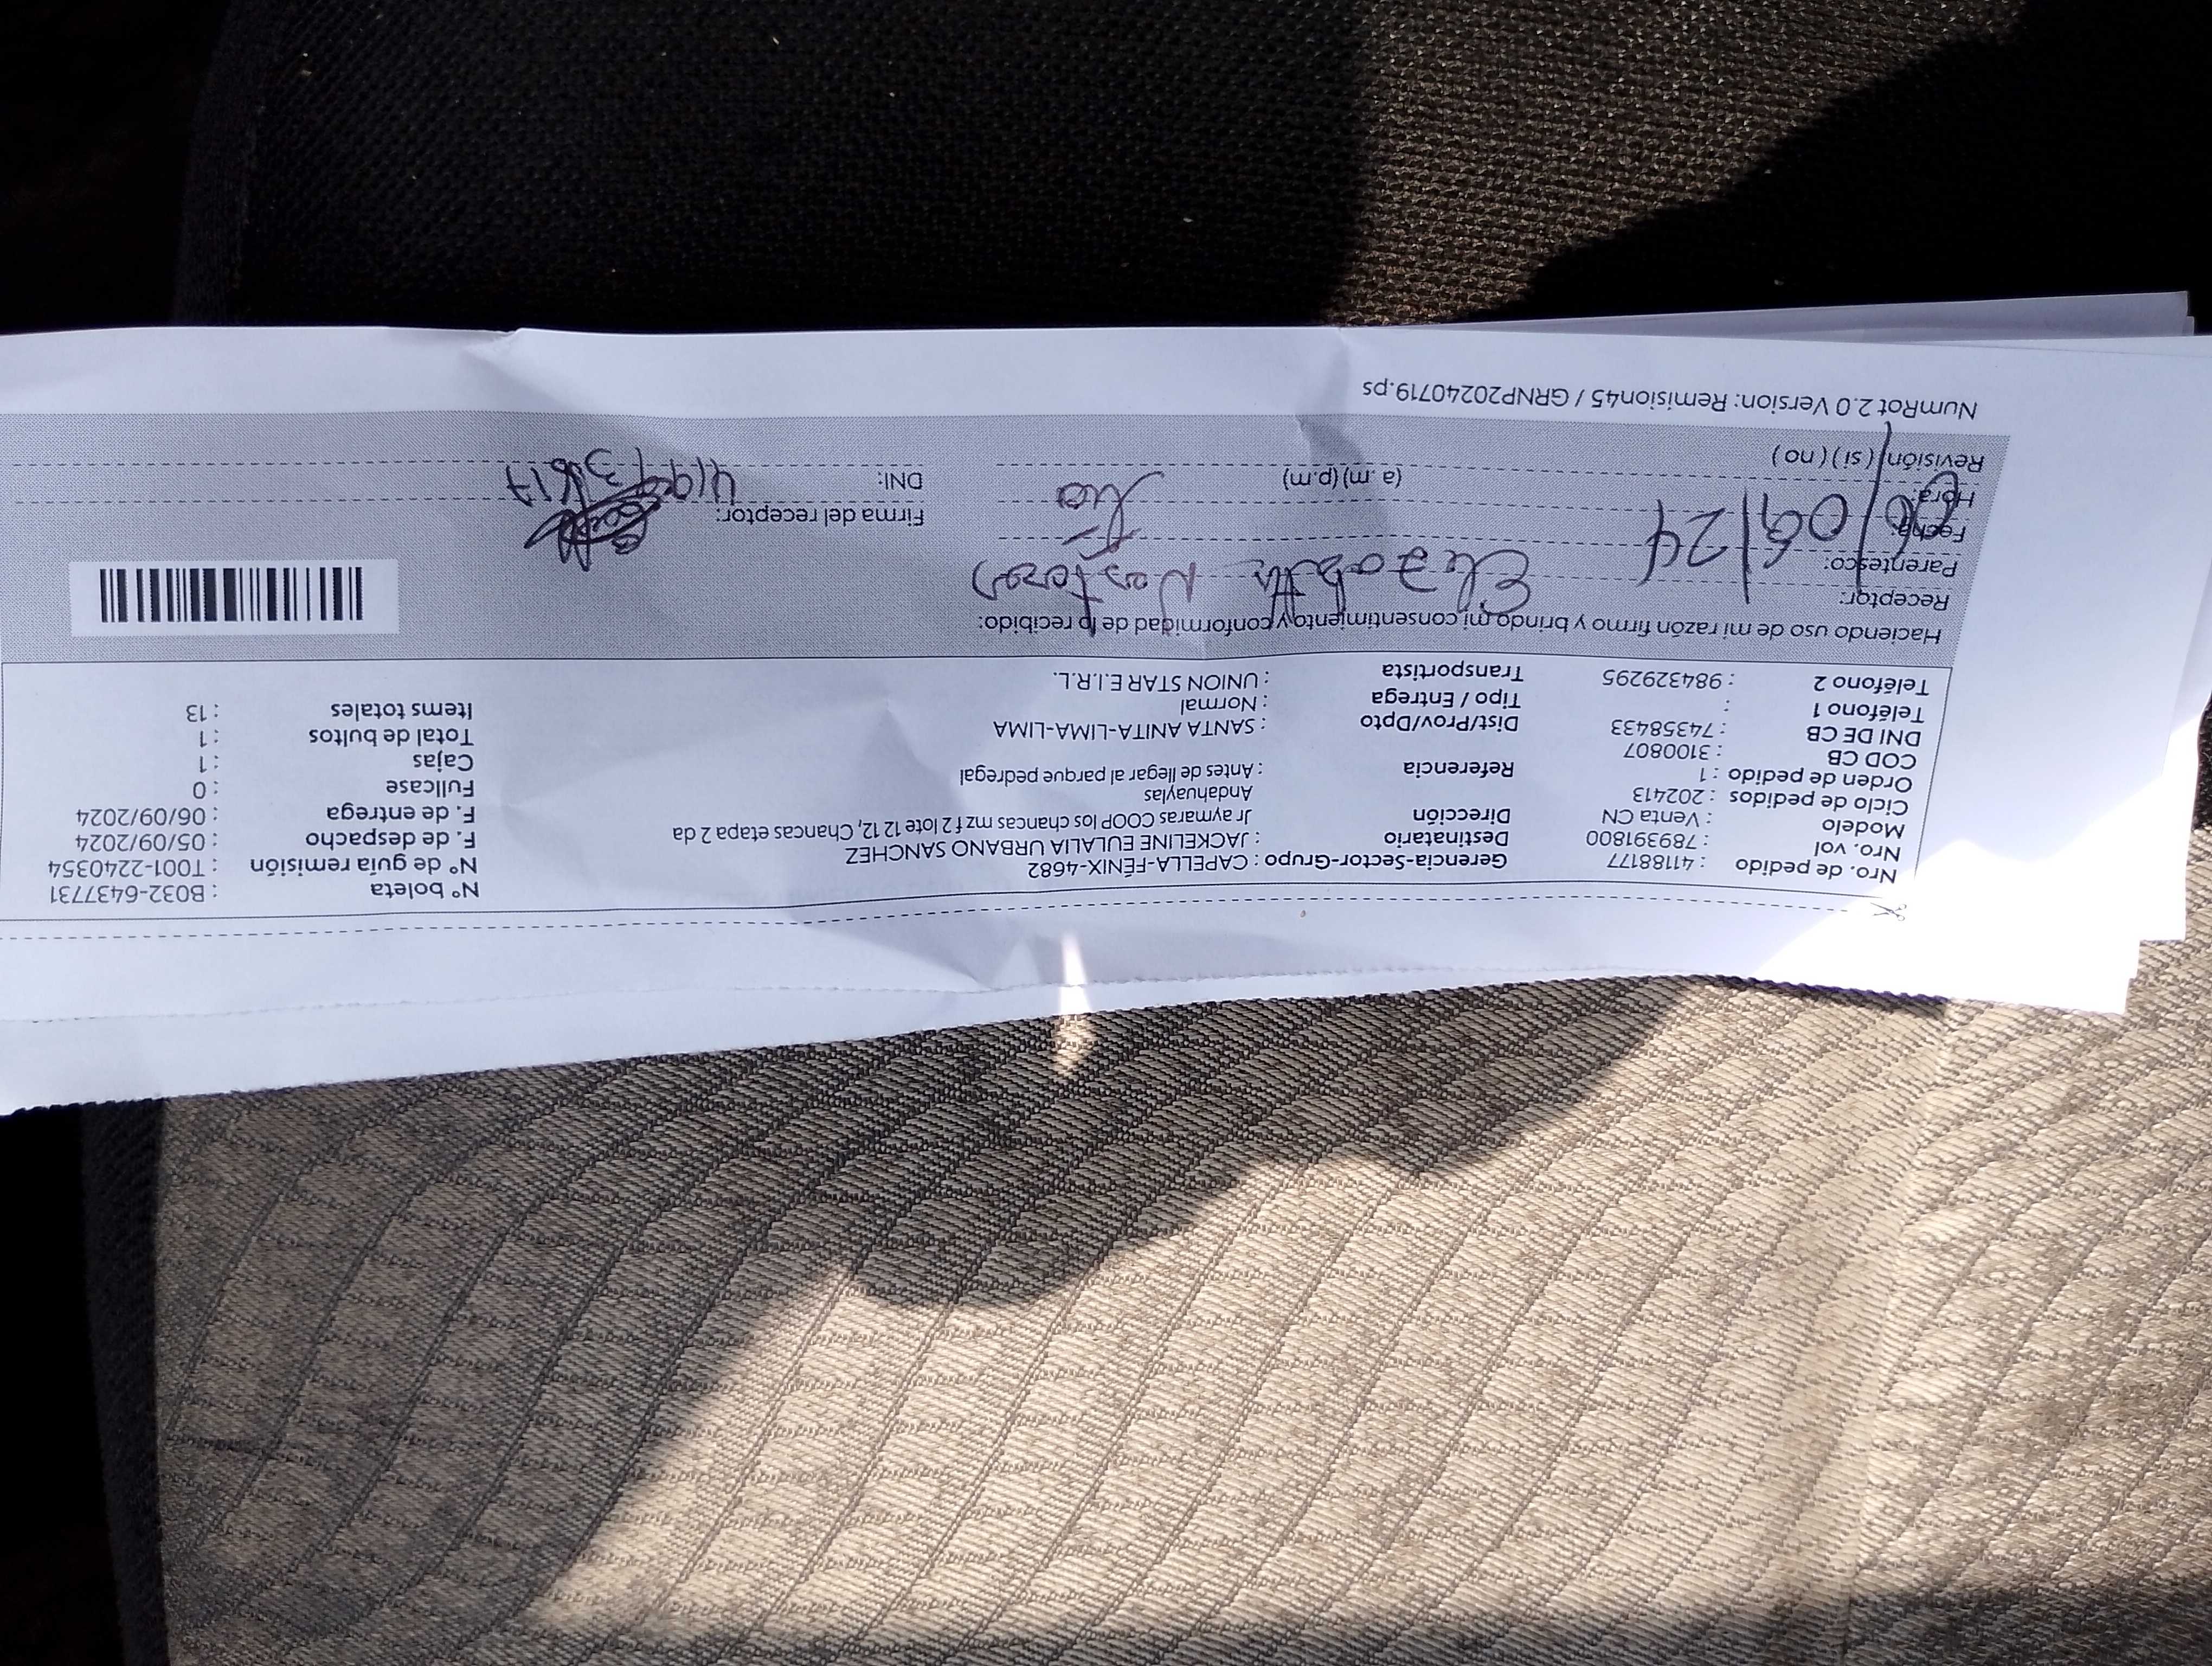 Nro. de pedido : 41188177 Gerencia-Sector-Grupo : CAPELLA-FÉNIX-4682 N° boleta : B032-6437731
Nro. vol : 789391800 Destinatario : JACKELINE EULALIA URBANO SANCHEZ N° de guía remisión : T001-2240354
Modelo : Venta CN Dirección Jr aymaras COOP los chancas mz f 2 lote 12 12, Chancas etapa 2 da F. de despacho : 05/09/2024
Ciclo de pedidos : 202413 Andahuaylas F. de entrega : 06/09/2024
Orden de pedido : 1 Referencia : Antes de llegar al parque pedregal Fullcase : 0
COD CB : 3100807 Cajas : 1
DNI DE CB : 74358433 Dist/Prov/Dpto : SANTA ANITA-LIMA-LIMA Total de bultos : 1
Teléfono 1 : Tipo / Entrega : Normal Items totales : 13
Teléfono 2 : 984329295 Transportista : UNION STAR E.I.R.L.
Haciendo uso de mi razón firmo y brindo mi consentimiento y conformidad de lo recibido:
Receptor: Elizabeth
Parentesco: Tia
Fecha: 06/09/24 Firma del receptor:
Hora: (a.m) (p.m) DNI:
Revisión (si) (no)
NumRot 2.0 Version: Remision45 / GRNP20240719.ps